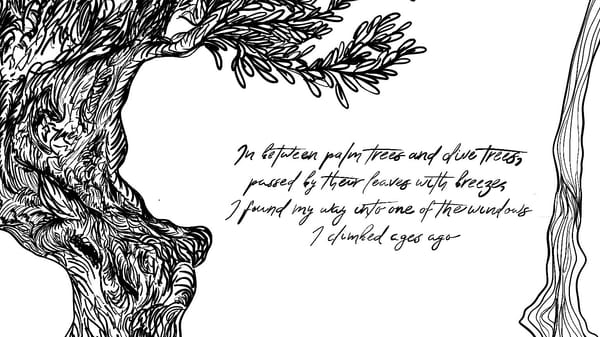 In between palm trees and olive trees,
passed by their leaves with breezes
I found my way into one of the windows
I climbed ages ago